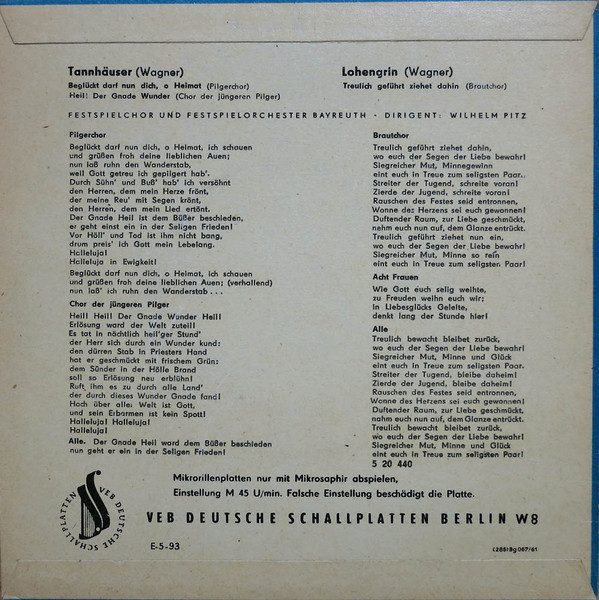 Tannhäuser (Wagner)
Beglückt darf nun dich, o Heimat (Pilgerchor)
Heil! Der Gnade Wunder (Chor der jüngeren Pilger)
Lohengrin (Wagner)
Treulich geführt ziehet dahin (Brautchor)
FESTSPIELCHOR UND FESTSPIELORCHESTER BAYREUTH · DIRIGENT: WILHELM PITZ
Pilgerchor
Beglückt darf nun dich, o Heimat, ich schauen
und grüßen froh deine lieblichen Auen;
nun laß ruhn den Wanderstab,
weil Gott getreu ich gepilgert hab'.
Durch Sühn' und Buß' hab' ich versöhnt
den Herren, dem mein Herze frönt,
der meine Reu' mit Segen krönt,
den Herren, dem mein Lied ertönt.
Der Gnade Heil ist dem Büßer beschieden,
er geht einst ein in der Seligen Frieden!
Vor Höll' und Tod ist ihm nicht bang,
drum preis' ich Gott mein Lebelang.
Halleluja!
Halleluja in Ewigkeit!
Beglückt darf nun dich, o Heimat, ich schauen
und grüßen froh deine lieblichen Auen; (verhallend)
nun laß' ich ruhn den Wanderstab . . .
Chor der jüngeren Pilger
Heil! Heil! Der Gnade Wunder Heil!
Erlösung ward der Welt zuteil!
Es tat in nächtlich heil'ger Stund'
der Herr sich durch ein Wunder kund:
den dürren Stab in Priesters Hand
hat er geschmückt mit frischem Grün:
dem Sünder in der Hölle Brand
soll so Erlösung neu erblühn!
Ruft ihm es zu durch alle Land'
der durch dieses Wunder Gnade fand!
Hoch über aller Welt ist Gott,
und sein Erbarmen ist kein Spott!
Halleluja! Halleluja!
Halleluja!
Alle. Der Gnade Heil ward dem Büßer beschieden
nun geht er ein in der Seligen Frieden!
Brautchor
Treulich geführt ziehet dahin,
wo euch der Segen der Liebe bewahr!
Siegreicher Mut, Minnegewinn
eint euch in Treue zum seligsten Paar.
Streiter der Tugend, schreite voran!
Zierde der Jugend, schreite voran!
Rauschen des Festes seid entronnen,
Wonne des Herzens sei euch gewonnen!
Duftender Raum, zur Liebe geschmückt,
nahm euch nun auf, dem Glanze entrückt.
Treulich geführt ziehet nun ein,
wo euch der Segen der Liebe bewahr!
Siegreicher Mut, Minne so rein
eint euch in Treue zum seligsten Paar!
Acht Frauen
Wie Gott euch selig weihte,
zu Freuden weihn euch wir;
in Liebesglücks Geleite,
denkt lang der Stunde hier!
Alle
Treulich bewacht bleibet zurück,
wo euch der Segen der Liebe bewahr!
Siegreicher Mut, Minne und Glück
eint euch in Treue zum seligsten Paar.
Streiter der Tugend, bleibe daheim!
Zierde der Jugend, bleibe daheim!
Rauschen des Festes seid entronnen,
Wonne des Herzens sei euch gewonnen!
Duftender Raum, zur Liebe geschmückt,
nahm euch nun auf, dem Glanze entrückt.
Treulich bewacht bleibet zurück,
wo euch der Segen der Liebe bewahr!
Siegreicher Mut, Minne und Glück
eint euch in Treue zum seligsten Paar!
5 20 440
Mikrorillenplatten nur mit Mikrosaphir abspielen,
Einstellung M 45 U/min. Falsche Einstellung beschädigt die Platte.
VEB DEUTSCHE SCHALLPLATTEN
VEB DEUTSCHE SCHALLPLATTEN BERLIN W8
E-5-93
(285) Bg 067/61